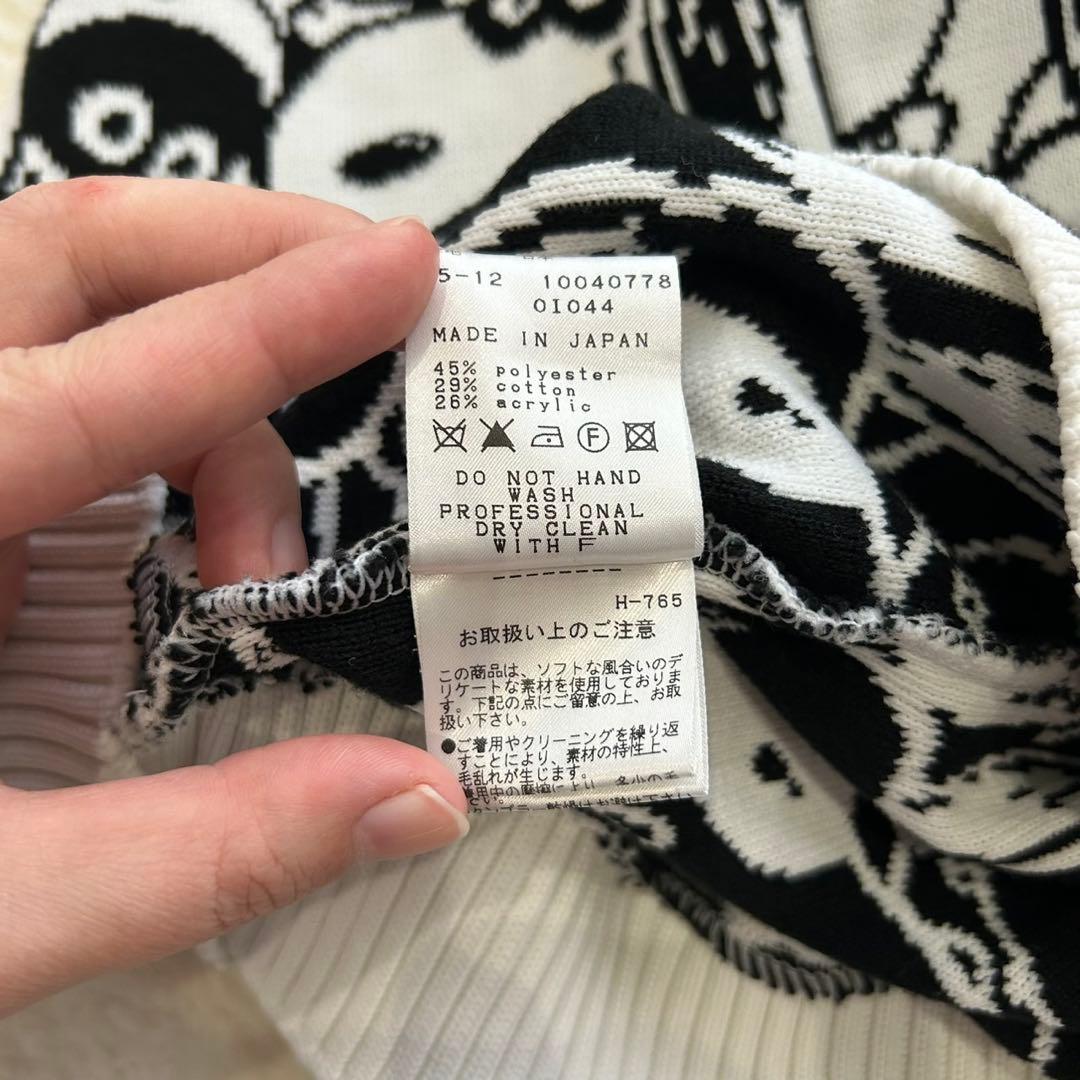 5-12 10040778
01044
MADE IN JAPAN
45% polyester
29% cotton
26% acrylic
F
DO NOT HAND
WASH
PROFESSIONAL
DRY CLEAN
WITH F
--------
H-765
お取扱い上のご注意
この商品は、ソフトな風合いのデ
リケートな素材を使用しておりま
す。下記の点にご留意の上、お取
扱い下さい。
●ご着用やクリーニングを繰り返
すことにより、素材の特性上、
毛乱れが生じます。